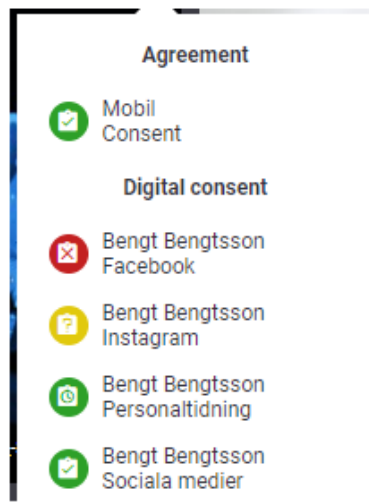 Agreement
Mobil
Consent
Digital consent
Bengt Bengtsson
Facebook
Bengt Bengtsson
Instagram
Bengt Bengtsson
Personaltidning
Bengt Bengtsson
Sociala medier